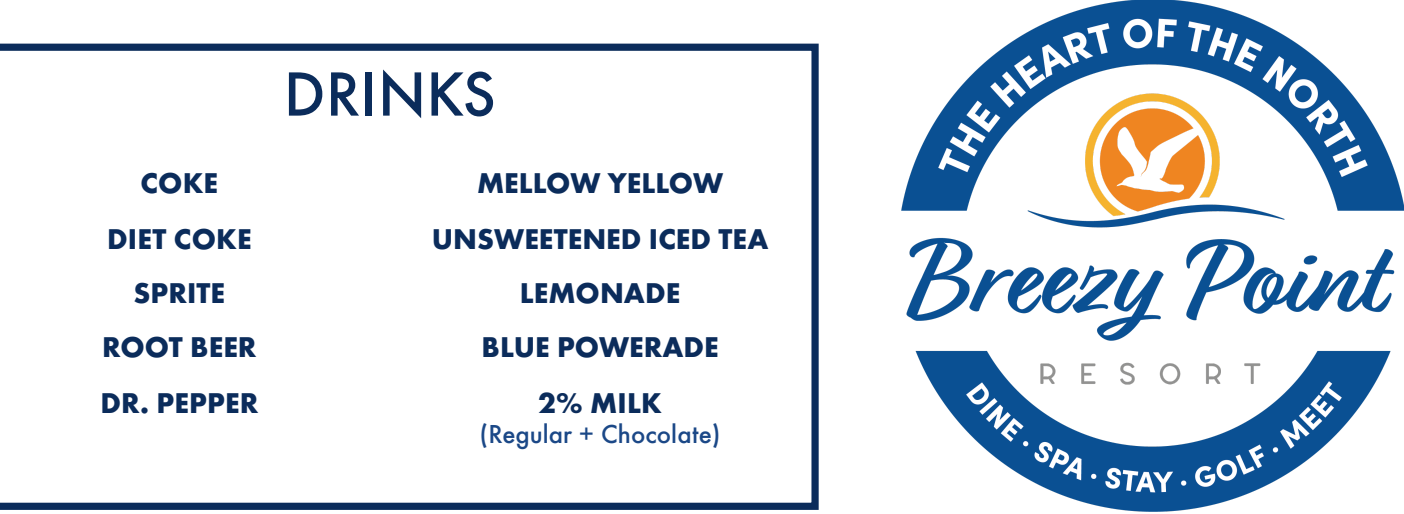 DRINKS
COKE
DIET COKE
SPRITE
ROOT BEER
DR. PEPPER
MELLOW YELLOW
UNSWEETENED ICED TEA
LEMONADE
BLUE POWERADE
2% MILK
(Regular + Chocolate)
THE HEART OF THE NORTH
Breezy Point
RESORT
DINE · SPA · STAY · GOLF · MEET